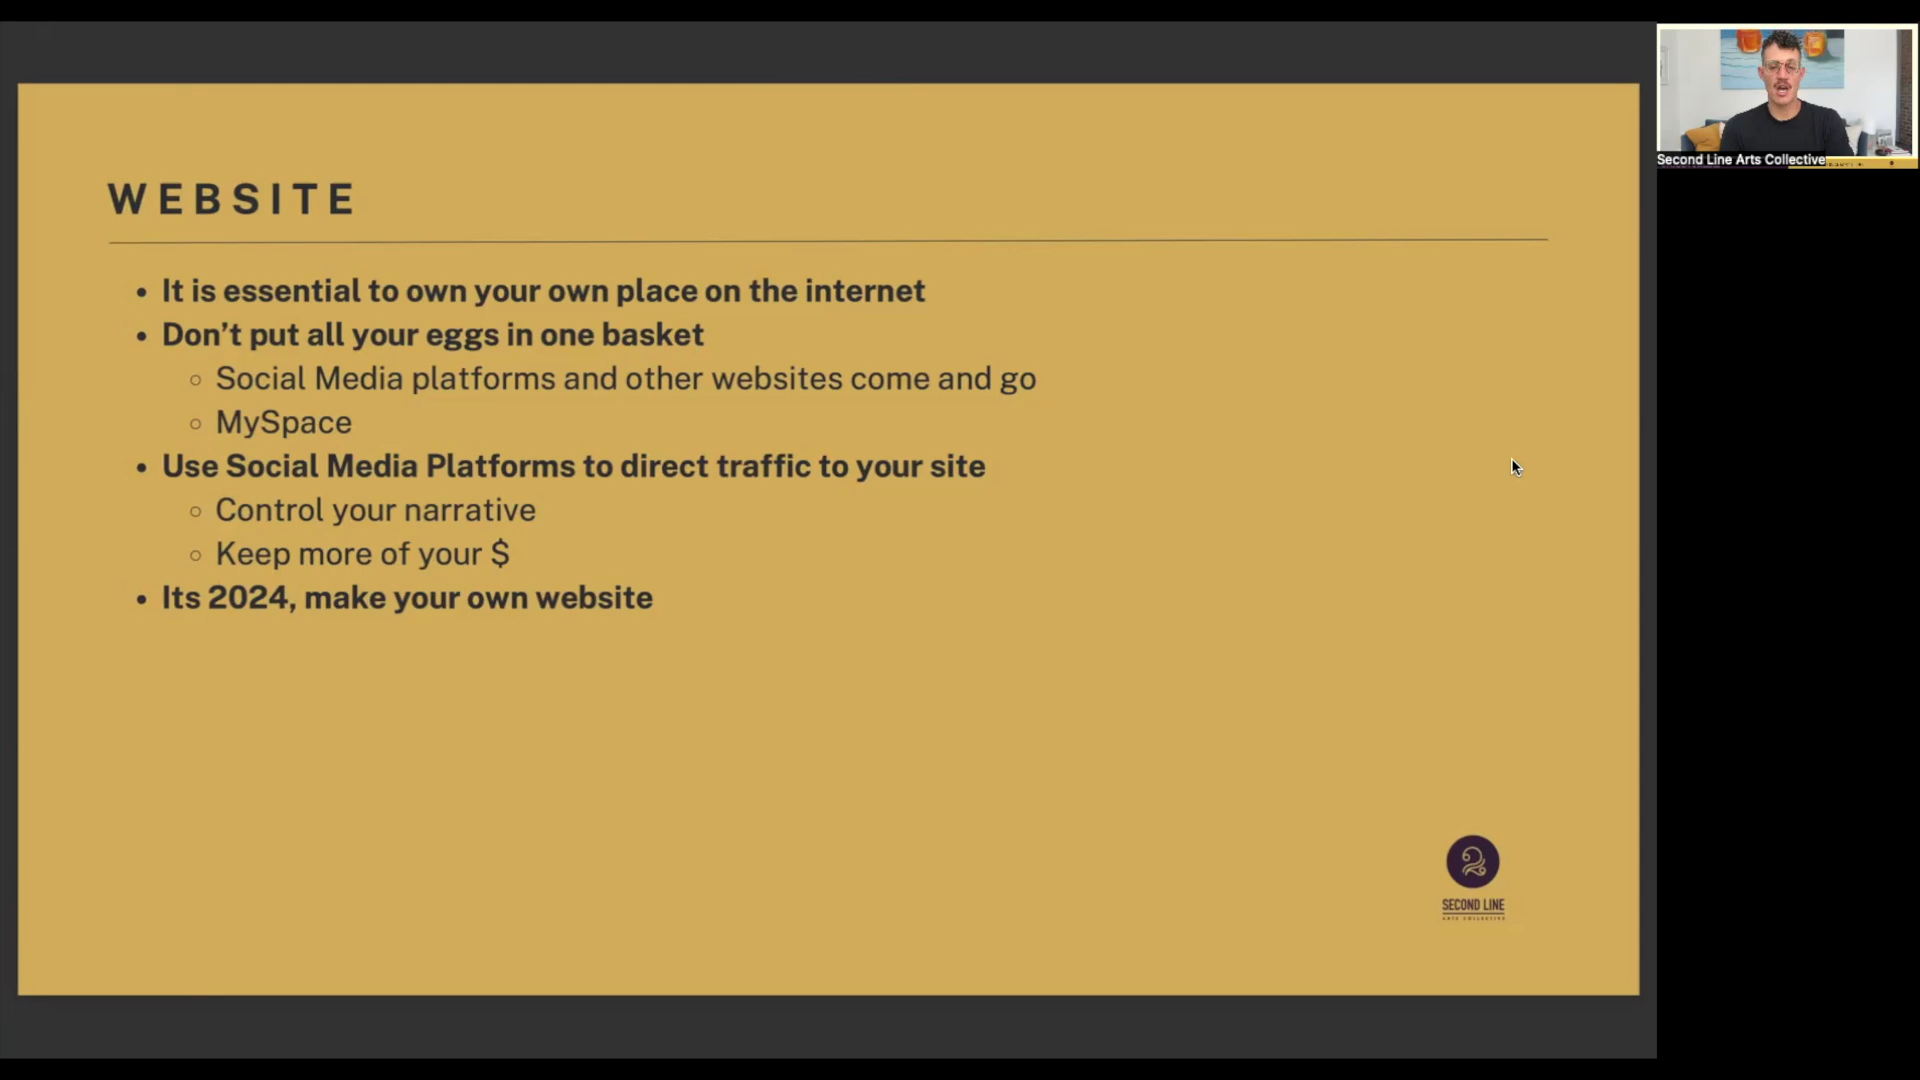 WEBSITE
• It is essential to own your own place on the internet
• Don’t put all your eggs in one basket
○ Social Media platforms and other websites come and go
○ MySpace
• Use Social Media Platforms to direct traffic to your site
○ Control your narrative
○ Keep more of your $
• Its 2024, make your own website
Second Line Arts Collective
SECOND LINE
ARTS COLLECTIVE